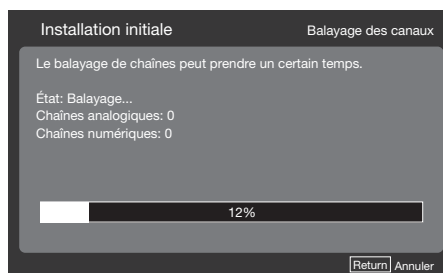 Installation initiale Balayage des canaux
Le balayage de chaînes peut prendre un certain temps.
État: Balayage...
Chaînes analogiques: 0
Chaînes numériques: 0
12%
Return Annuler